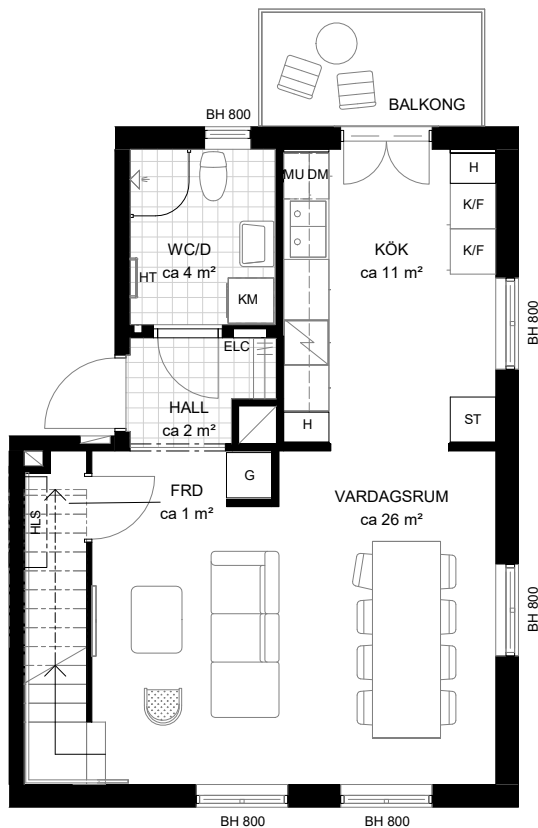 BALKONG
BH 800
MU DM
H
K/F
K/F
WC/D
ca 4 m²
KÖK
ca 11 m²
HT
KM
BH 800
ELC
HALL
ca 2 m²
H
ST
G
FRD
ca 1 m²
VARDAGSRUM
ca 26 m²
HLS
BH 800
BH 800
BH 800